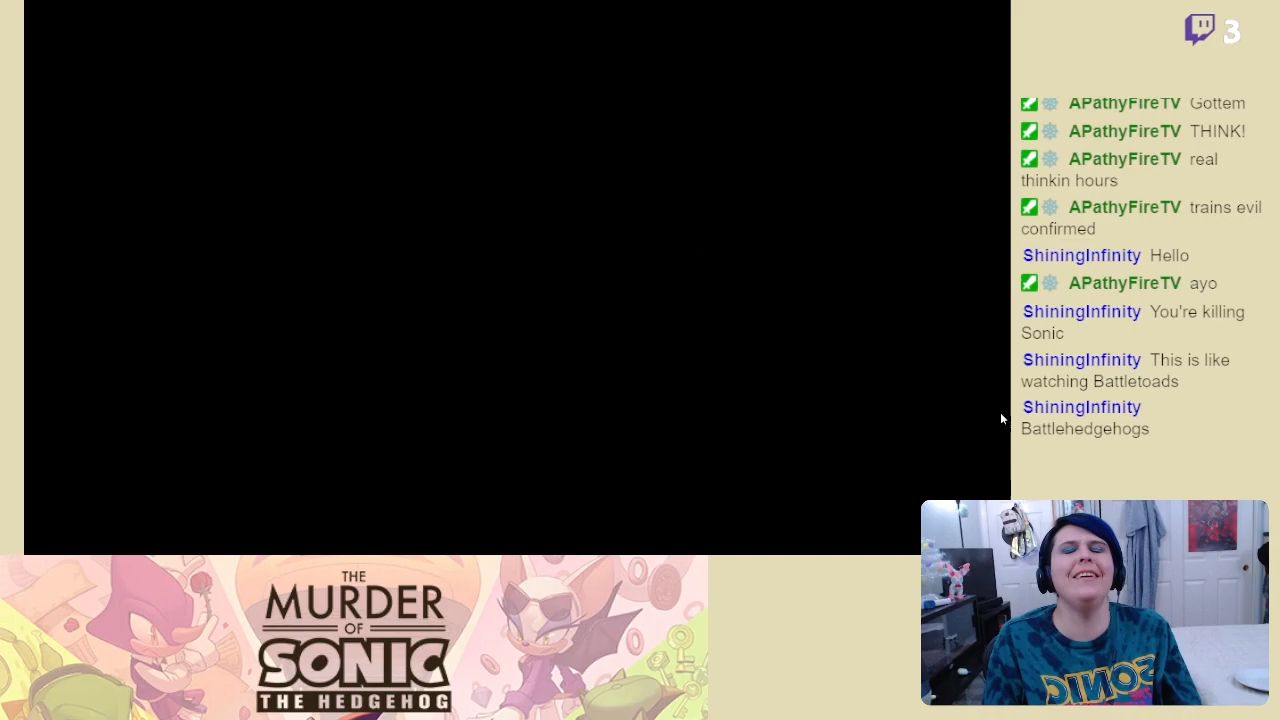 3
APathyFireTV Gottem
APathyFireTV THINK!
APathyFireTV real
thinkin hours
APathyFireTV trains evil
confirmed
ShiningInfinity Hello
APathyFireTV ayo
ShiningInfinity You're killing
Sonic
ShiningInfinity This is like
watching Battletoads
ShiningInfinity
Battlehedgehogs
THE
MURDER
OF
SONIC
THE HEDGEHOG
SONIC